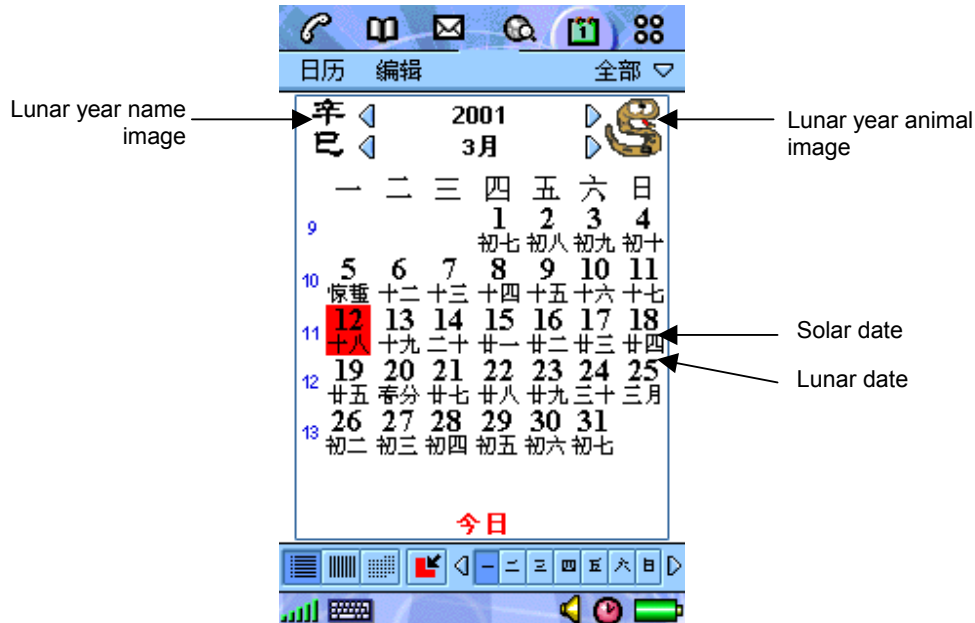 1
日历 编辑 全部
Lunar year name image
辛巳
2001
3月
Lunar year animal image
一 二 三 四 五 六 日
9 1 2 3 4
初七 初八 初九 初十
10 5 6 7 8 9 10 11
惊蛰 十二 十三 十四 十五 十六 十七
11 12 13 14 15 16 17 18
十八 十九 二十 廿一 廿二 廿三 廿四
Solar date
Lunar date
12 19 20 21 22 23 24 25
廿五 春分 廿七 廿八 廿九 三十 三月
13 26 27 28 29 30 31
初二 初三 初四 初五 初六 初七
今日
一 二 三 四 五 六 日